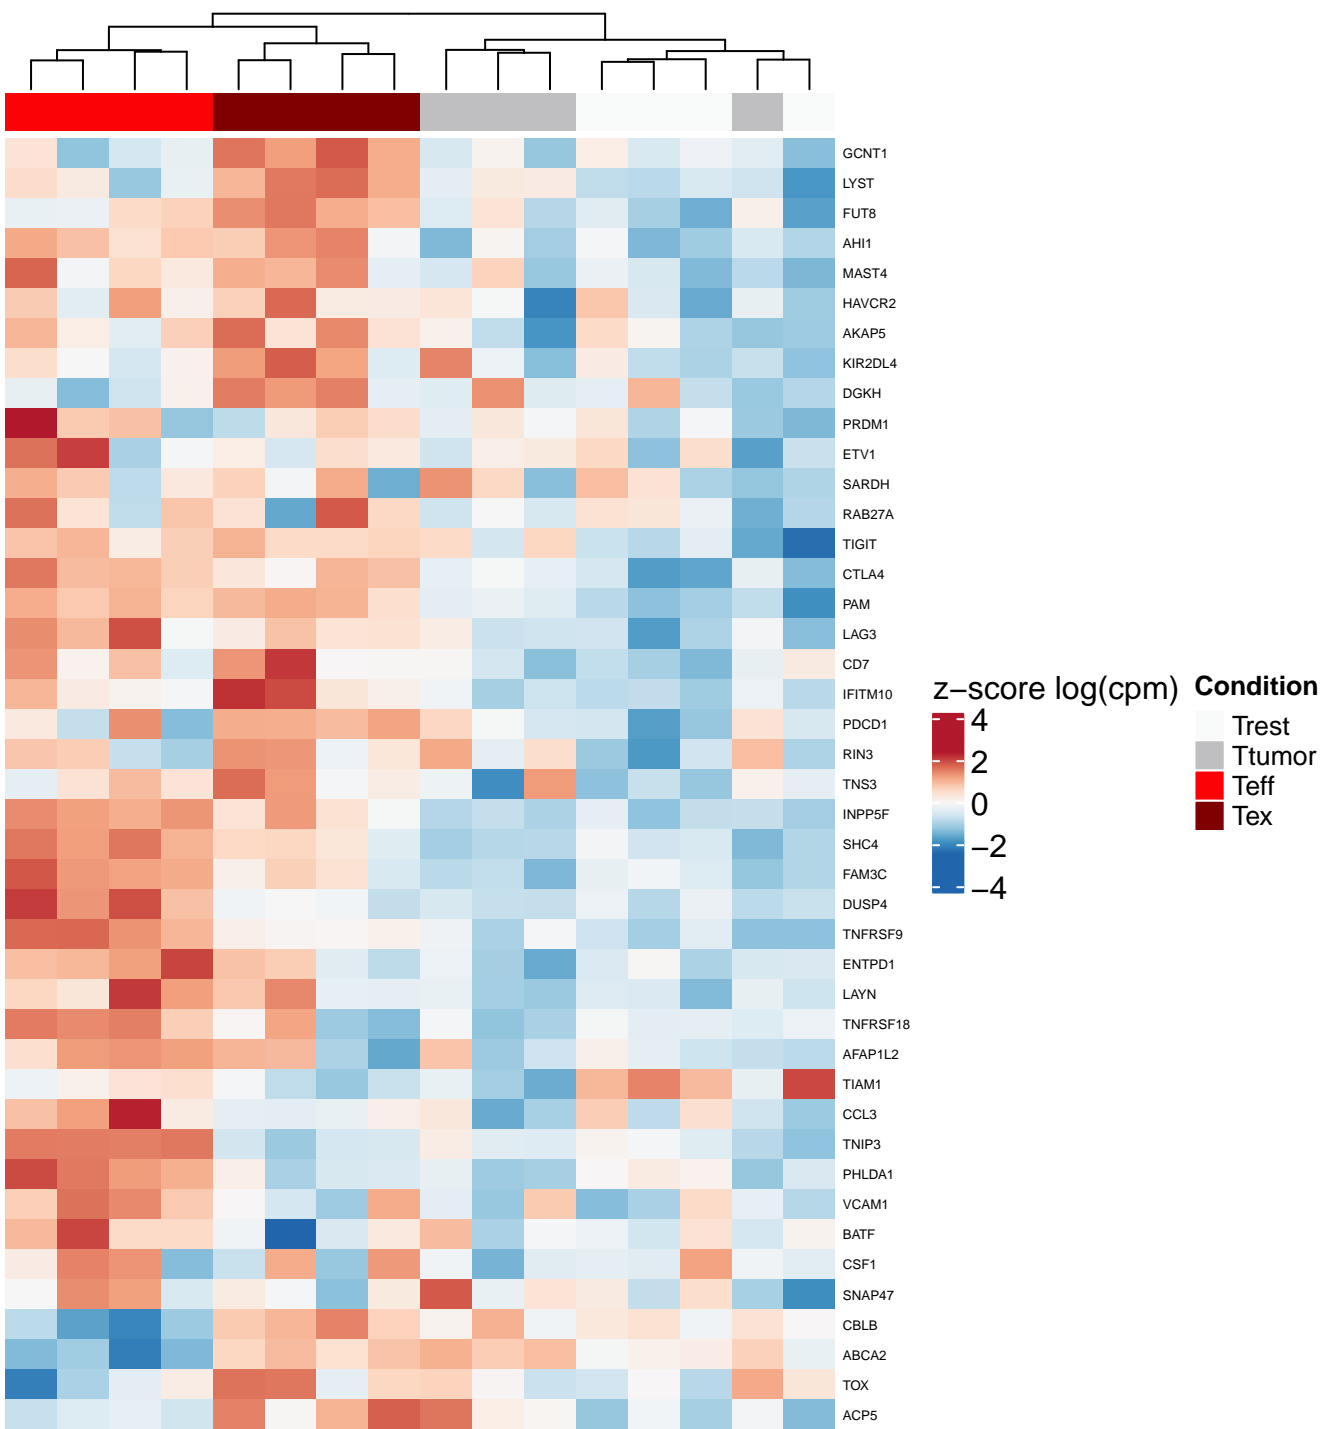 GCNT1
LYST
FUT8
AHI1
MAST4
HAVCR2
AKAP5
KIR2DL4
DGKH
PRDM1
ETV1
SARDH
RAB27A
TIGIT
CTLA4
PAM
LAG3
CD7
IFITM10
PDCD1
RIN3
TNS3
INPP5F
SHC4
FAM3C
DUSP4
TNFRSF9
ENTPD1
LAYN
TNFRSF18
AFAP1L2
TIAM1
CCL3
TNIP3
PHLDA1
VCAM1
BATF
CSF1
SNAP47
CBLB
ABCA2
TOX
ACP5
z−score log(cpm)
4
2
0
−2
−4
Condition
Trest
Ttumor
Teff
Tex